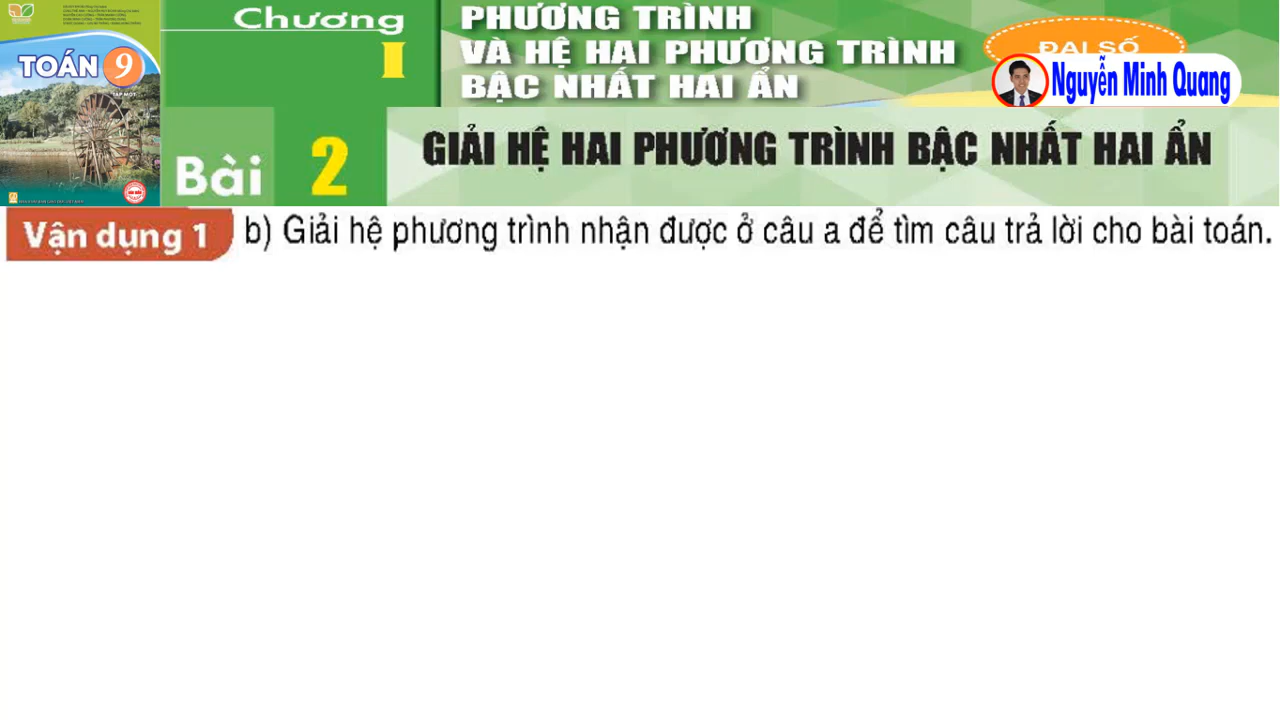 Chương
I
PHƯƠNG TRÌNH
VÀ HỆ HAI PHƯƠNG TRÌNH
BẬC NHẤT HAI ẨN
ĐẠI SỐ
Nguyễn Minh Quang
TOÁN 9
TẬP MỘT
Bài 2
GIẢI HỆ HAI PHƯƠNG TRÌNH BẬC NHẤT HAI ẨN
Vận dụng 1 b) Giải hệ phương trình nhận được ở câu a để tìm câu trả lời cho bài toán.